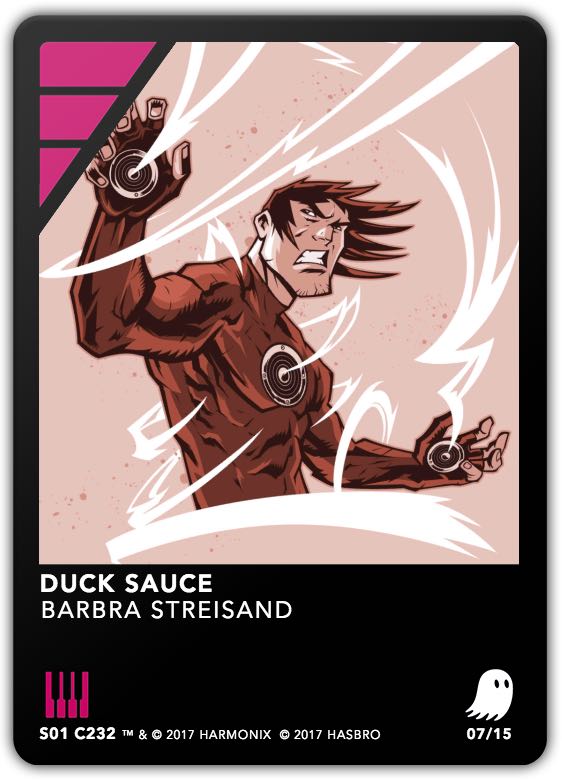 DUCK SAUCE
BARBRA STREISAND
S01 C232 ™ & © 2017 HARMONIX © 2017 HASBRO 07/15